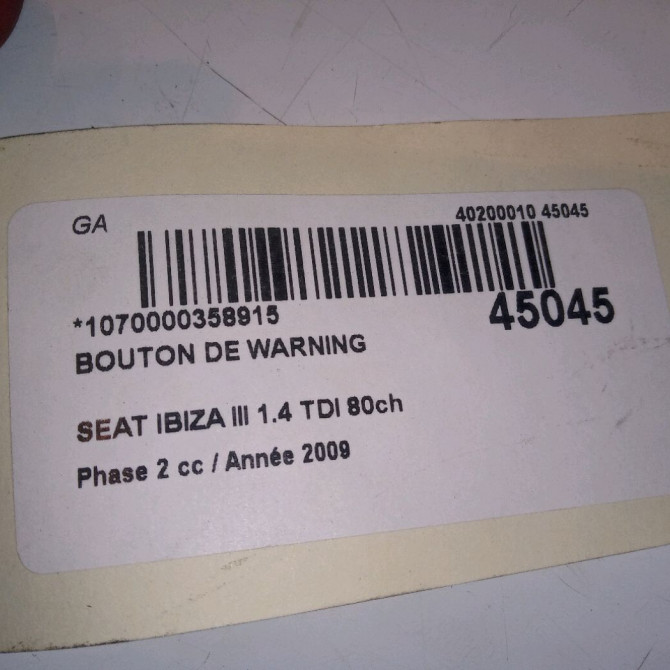 GA
40200010 45045
*1070000358915
45045
BOUTON DE WARNING
SEAT IBIZA III 1.4 TDI 80ch
Phase 2 cc / Année 2009